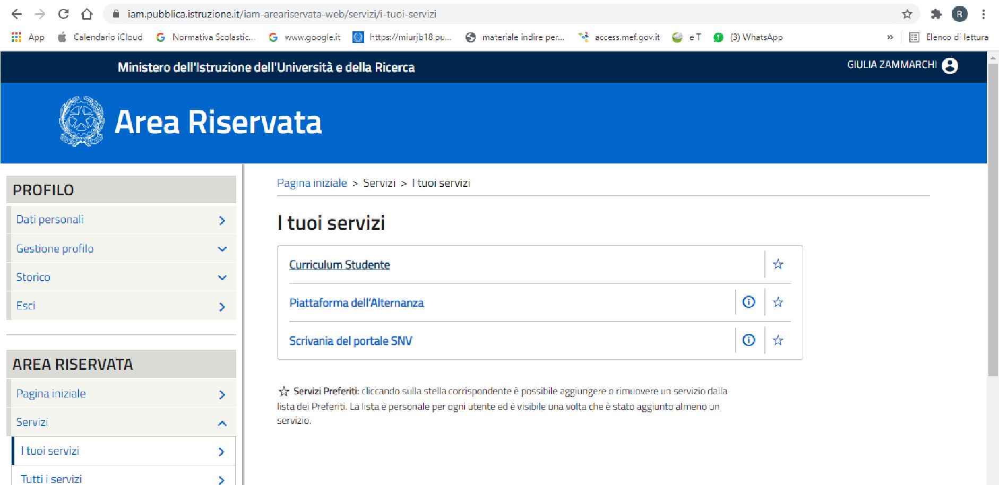 iam.pubblica.istruzione.it/iam-areariservata-web/servizi/i-tuoi-servizi
R
App Calendario iCloud Normativa Scolastic... www.google.it https://miurjb18.pu... materiale indire per... access.mef.gov.it e T (3) WhatsApp » Elenco di lettura
Ministero dell'Istruzione dell'Università e della Ricerca
GIULIA ZAMMARCHI
Area Riservata
PROFILO
Dati personali
Gestione profilo
Storico
Esci
AREA RISERVATA
Pagina iniziale
Servizi
I tuoi servizi
Tutti i servizi
Pagina iniziale > Servizi > I tuoi servizi
I tuoi servizi
Curriculum Studente
Piattaforma dell'Alternanza
Scrivania del portale SNV
Servizi Preferiti: cliccando sulla stella corrispondente è possibile aggiungere o rimuovere un servizio dalla
lista dei Preferiti. La lista è personale per ogni utente ed è visibile una volta che è stato aggiunto almeno un
servizio.